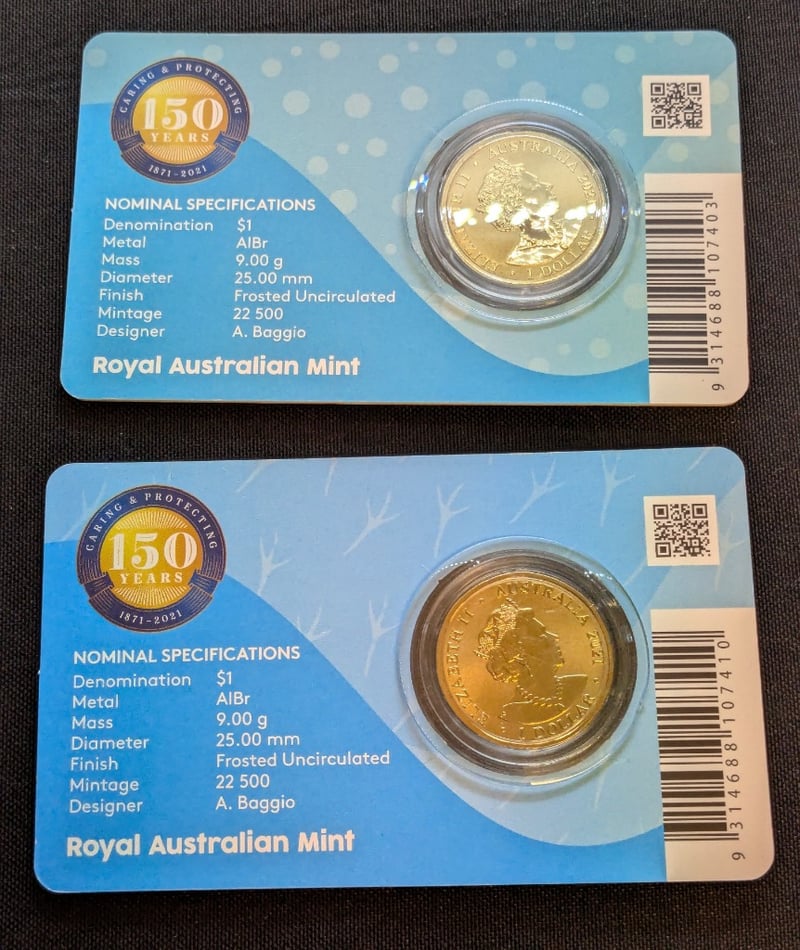 CARING & PROTECTING
150
YEARS
1871-2021
NOMINAL SPECIFICATIONS
Denomination $1
Metal AlBr
Mass 9.00 g
Diameter 25.00 mm
Finish Frosted Uncirculated
Mintage 22 500
Designer A. Baggio
Royal Australian Mint
II • AUSTRALIA
1 DOLLAR
9 314688 107403
CARING & PROTECTING
150
YEARS
1871-2021
NOMINAL SPECIFICATIONS
Denomination $1
Metal AlBr
Mass 9.00 g
Diameter 25.00 mm
Finish Frosted Uncirculated
Mintage 22 500
Designer A. Baggio
Royal Australian Mint
ELIZABETH II • AUSTRALIA 2021
1 DOLLAR
9 314688 107410